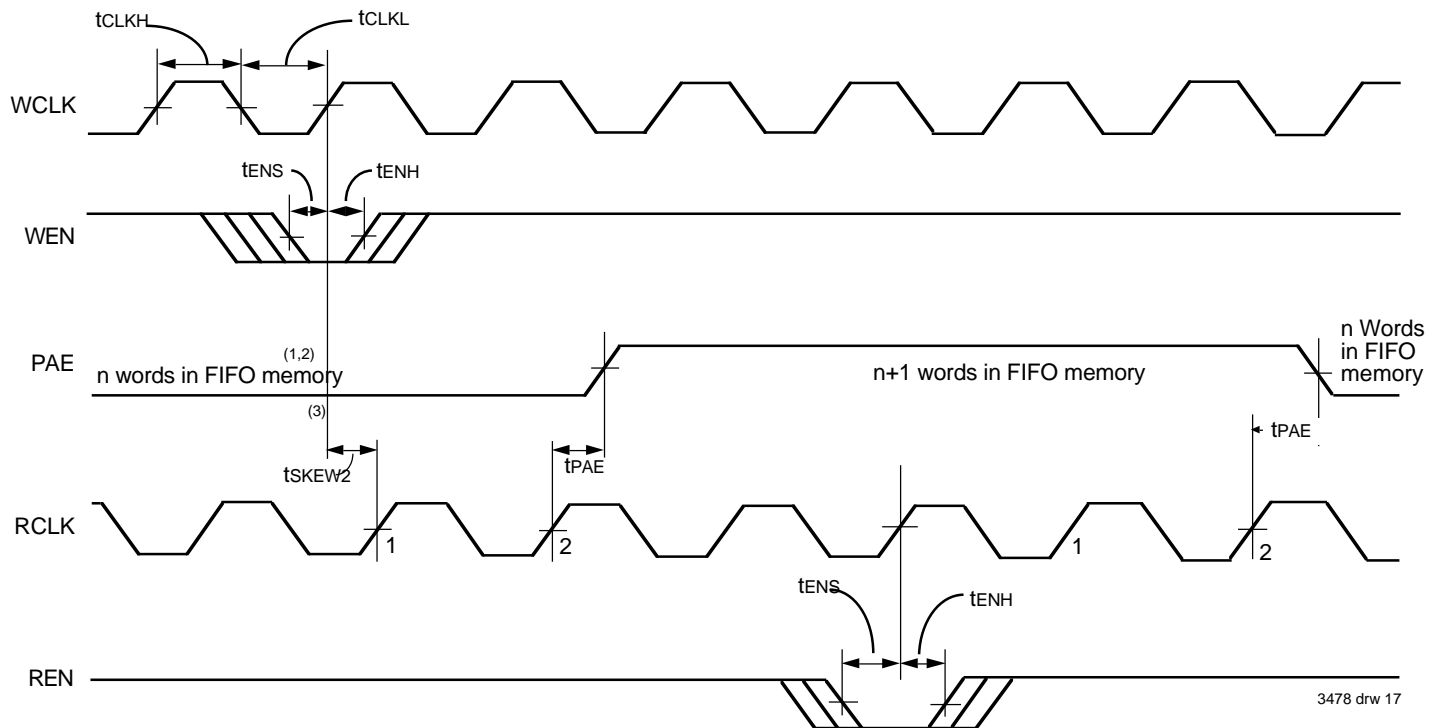 tCLKH
tCLKL
WCLK
tENS
tENH
WEN
PAE
(1,2)
n words in FIFO memory
(3)
n+1 words in FIFO memory
n Words
in FIFO
memory
tSKEW2
tPAE
tPAE
RCLK
1
2
1
2
tENS
tENH
REN
3478 drw 17